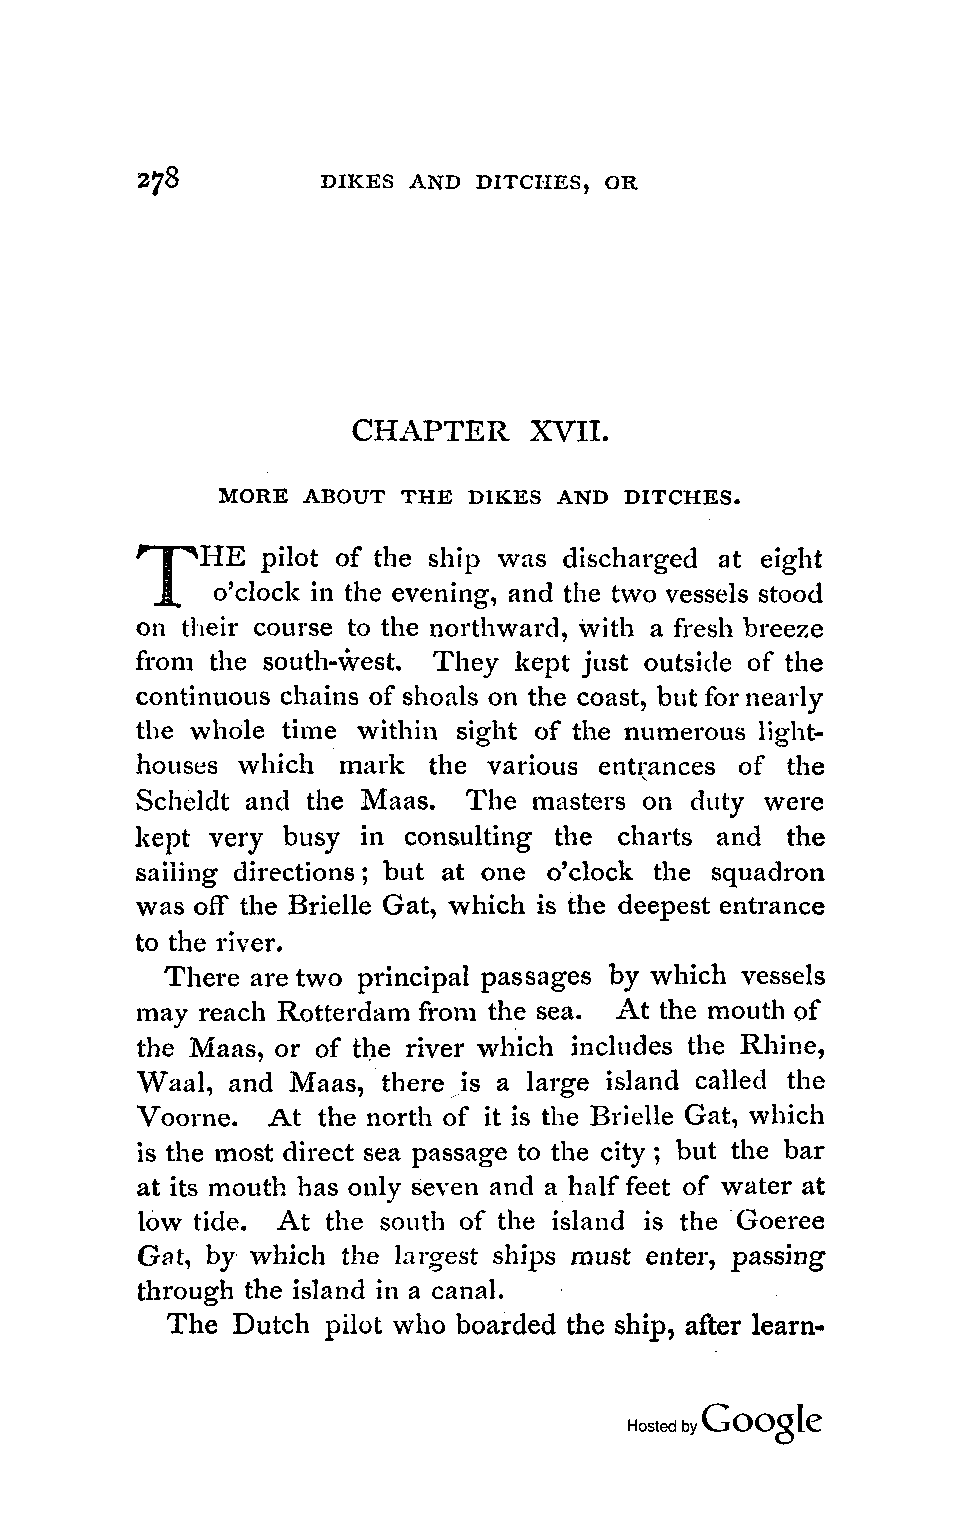 278 DIKES AND DITCHES, OR
CHAPTER XVII.
MORE ABOUT THE DIKES AND DITCHES.
THE pilot of the ship was discharged at eight
o'clock in the evening, and the two vessels stood
on their course to the northward, with a fresh breeze
from the south-west. They kept just outside of the
continuous chains of shoals on the coast, but for nearly
the whole time within sight of the numerous light-
houses which mark the various entrances of the
Scheldt and the Maas. The masters on duty were
kept very busy in consulting the charts and the
sailing directions; but at one o'clock the squadron
was off the Brielle Gat, which is the deepest entrance
to the river.
There are two principal passages by which vessels
may reach Rotterdam from the sea. At the mouth of
the Maas, or of the river which includes the Rhine,
Waal, and Maas, there is a large island called the
Voorne. At the north of it is the Brielle Gat, which
is the most direct sea passage to the city; but the bar
at its mouth has only seven and a half feet of water at
low tide. At the south of the island is the Goeree
Gat, by which the largest ships must enter, passing
through the island in a canal.
The Dutch pilot who boarded the ship, after learn-
Hosted by Google